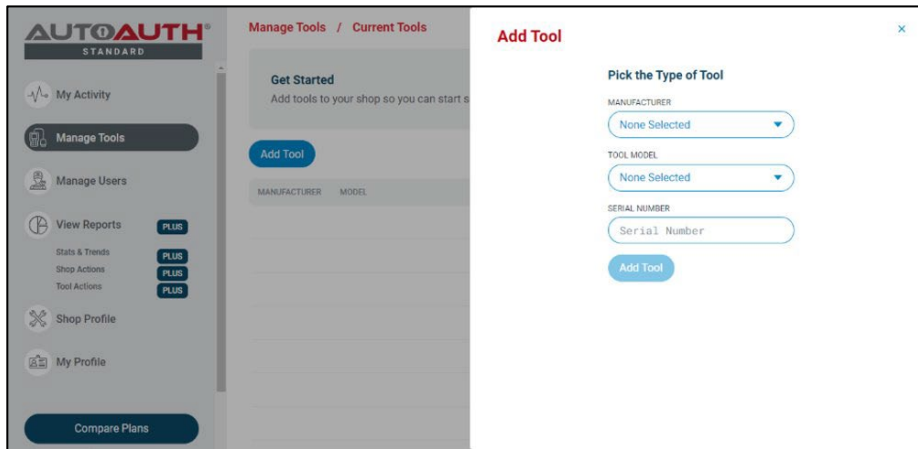 AUTOAUTH®
STANDARD
My Activity
Manage Tools
Manage Users
View Reports PLUS
Stats & Trends PLUS
Shop Actions PLUS
Tool Actions PLUS
Shop Profile
My Profile
Compare Plans
Manage Tools / Current Tools
Get Started
Add tools to your shop so you can start s
Add Tool
MANUFACTURER MODEL
Add Tool ×
Pick the Type of Tool
MANUFACTURER
None Selected
TOOL MODEL
None Selected
SERIAL NUMBER
Serial Number
Add Tool